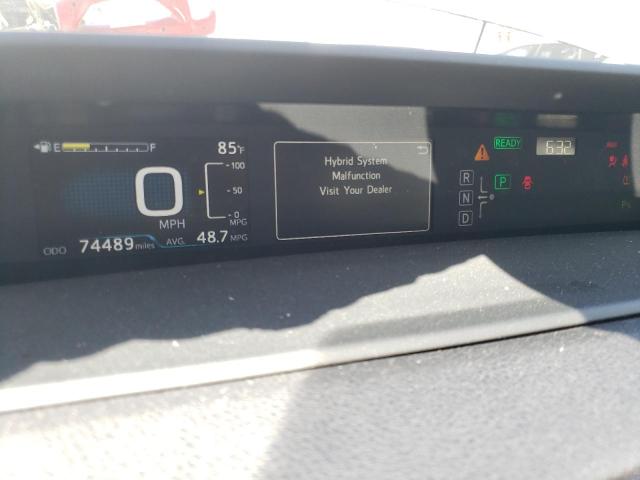 E F
85°F
READY
6:32
100
50
0
MPG
0
MPH
ODO 74489 miles
AVG. 48.7 MPG
Hybrid System
Malfunction
Visit Your Dealer
R
N
D
P